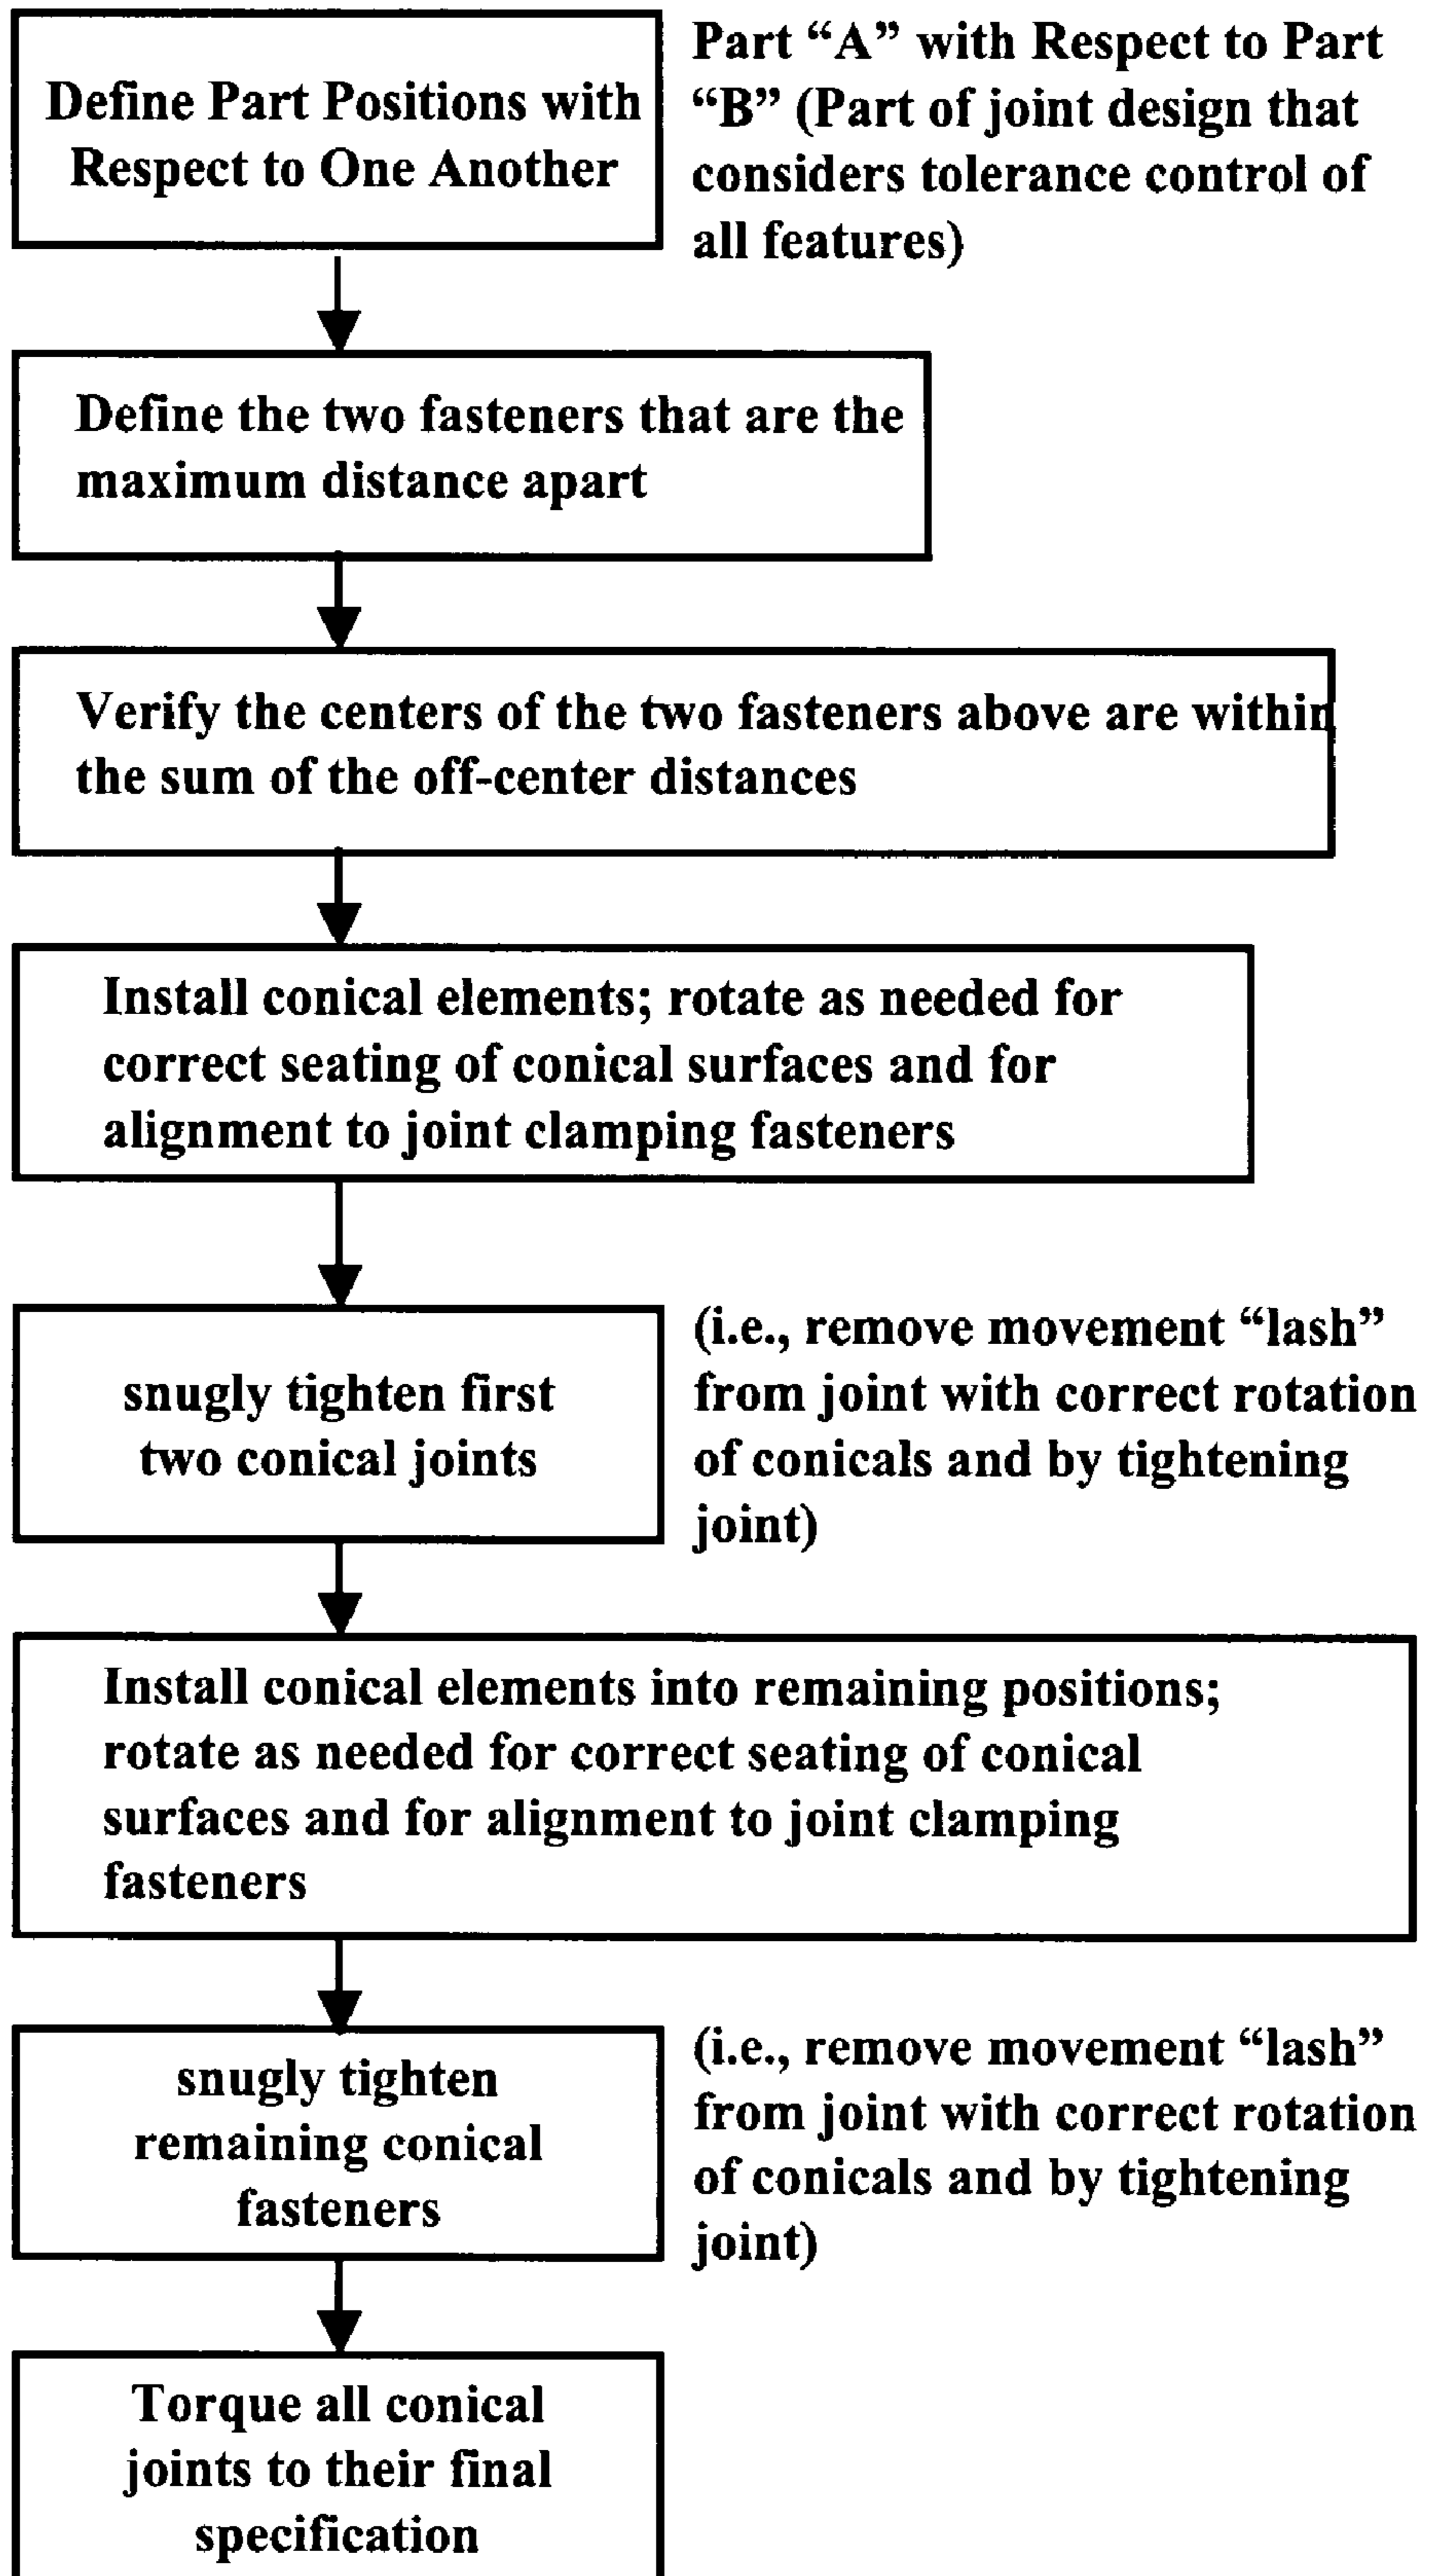 Define Part Positions with
Respect to One Another
Part “A” with Respect to Part
“B” (Part of joint design that
considers tolerance control of
all features)
Define the two fasteners that are the
maximum distance apart
Verify the centers of the two fasteners above are within
the sum of the off-center distances
Install conical elements; rotate as needed for
correct seating of conical surfaces and for
alignment to joint clamping fasteners
snugly tighten first
two conical joints
(i.e., remove movement “lash”
from joint with correct rotation
of conicals and by tightening
joint)
Install conical elements into remaining positions;
rotate as needed for correct seating of conical
surfaces and for alignment to joint clamping
fasteners
snugly tighten
remaining conical
fasteners
(i.e., remove movement “lash”
from joint with correct rotation
of conicals and by tightening
joint)
Torque all conical
joints to their final
specification